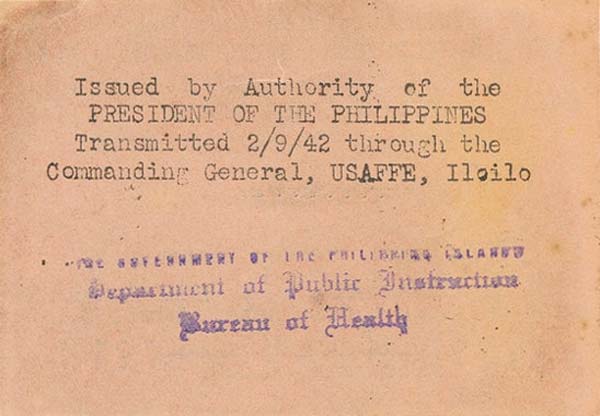 Issued by Authority of the
PRESIDENT OF THE PHILIPPINES
Transmitted 2/9/42 through the
Commanding General, USAFFE, Iloilo
THE GOVERNMENT OF THE PHILIPPINE ISLANDS
Department of Public Instruction
Bureau of Health